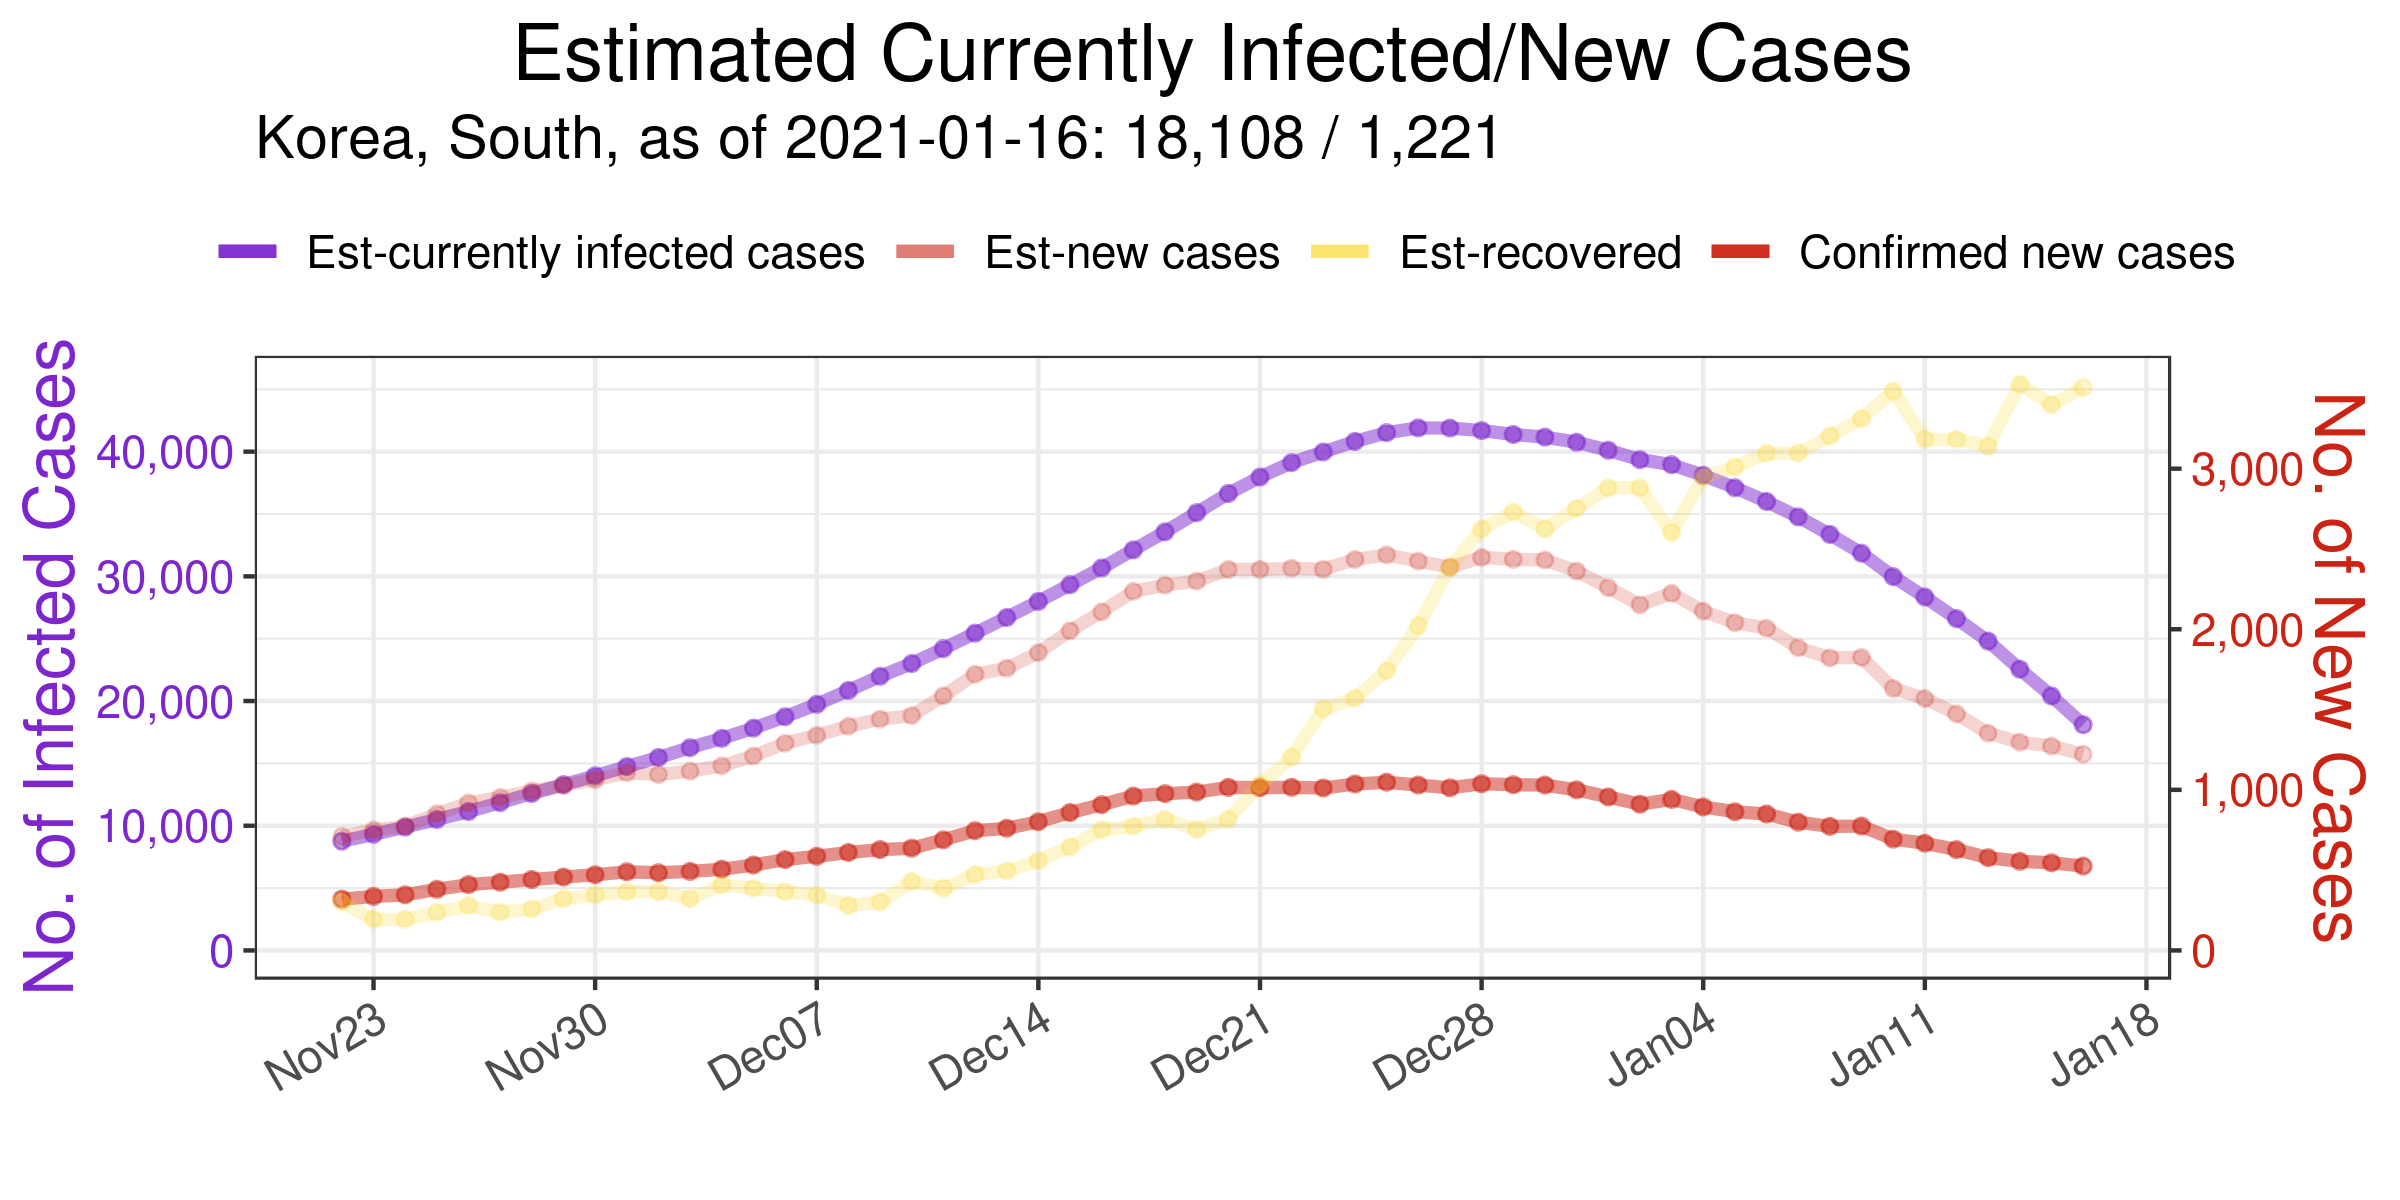 Estimated Currently Infected/New Cases
Korea, South, as of 2021-01-16: 18,108 / 1,221
Est-currently infected cases Est-new cases Est-recovered Confirmed new cases
No. of Infected Cases
40,000
30,000
20,000
10,000
0
3,000
2,000
1,000
0
No. of New Cases
Nov23 Nov30 Dec07 Dec14 Dec21 Dec28 Jan04 Jan11 Jan18